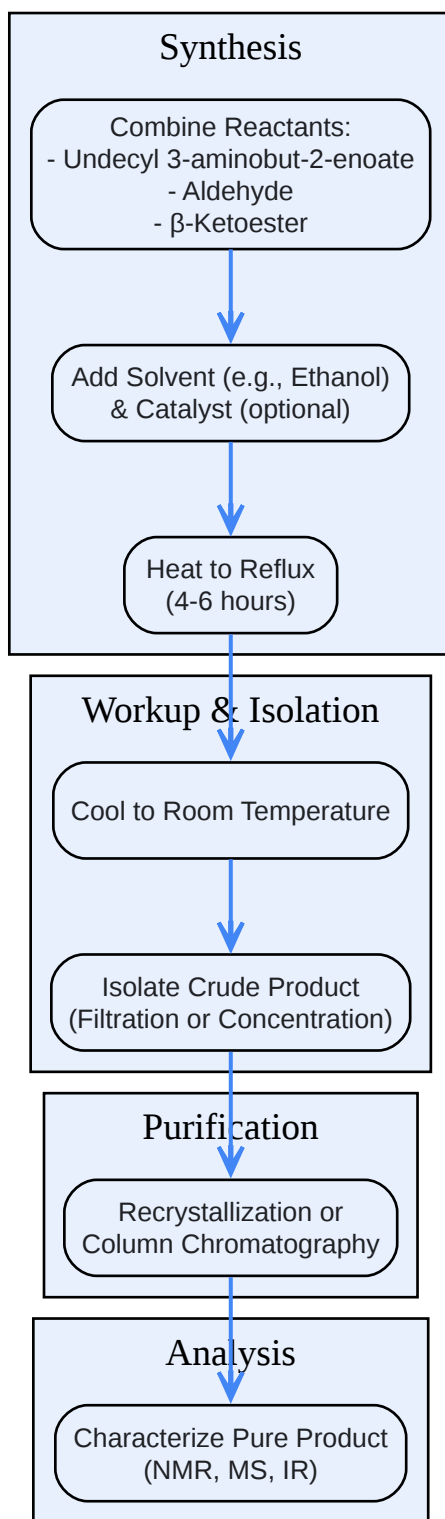 Synthesis
Combine Reactants:
- Undecyl 3-aminobut-2-enoate
- Aldehyde
- β-Ketoester
Add Solvent (e.g., Ethanol)
& Catalyst (optional)
Heat to Reflux
(4-6 hours)
Workup & Isolation
Cool to Room Temperature
Isolate Crude Product
(Filtration or Concentration)
Purification
Recrystallization or
Column Chromatography
Analysis
Characterize Pure Product
(NMR, MS, IR)